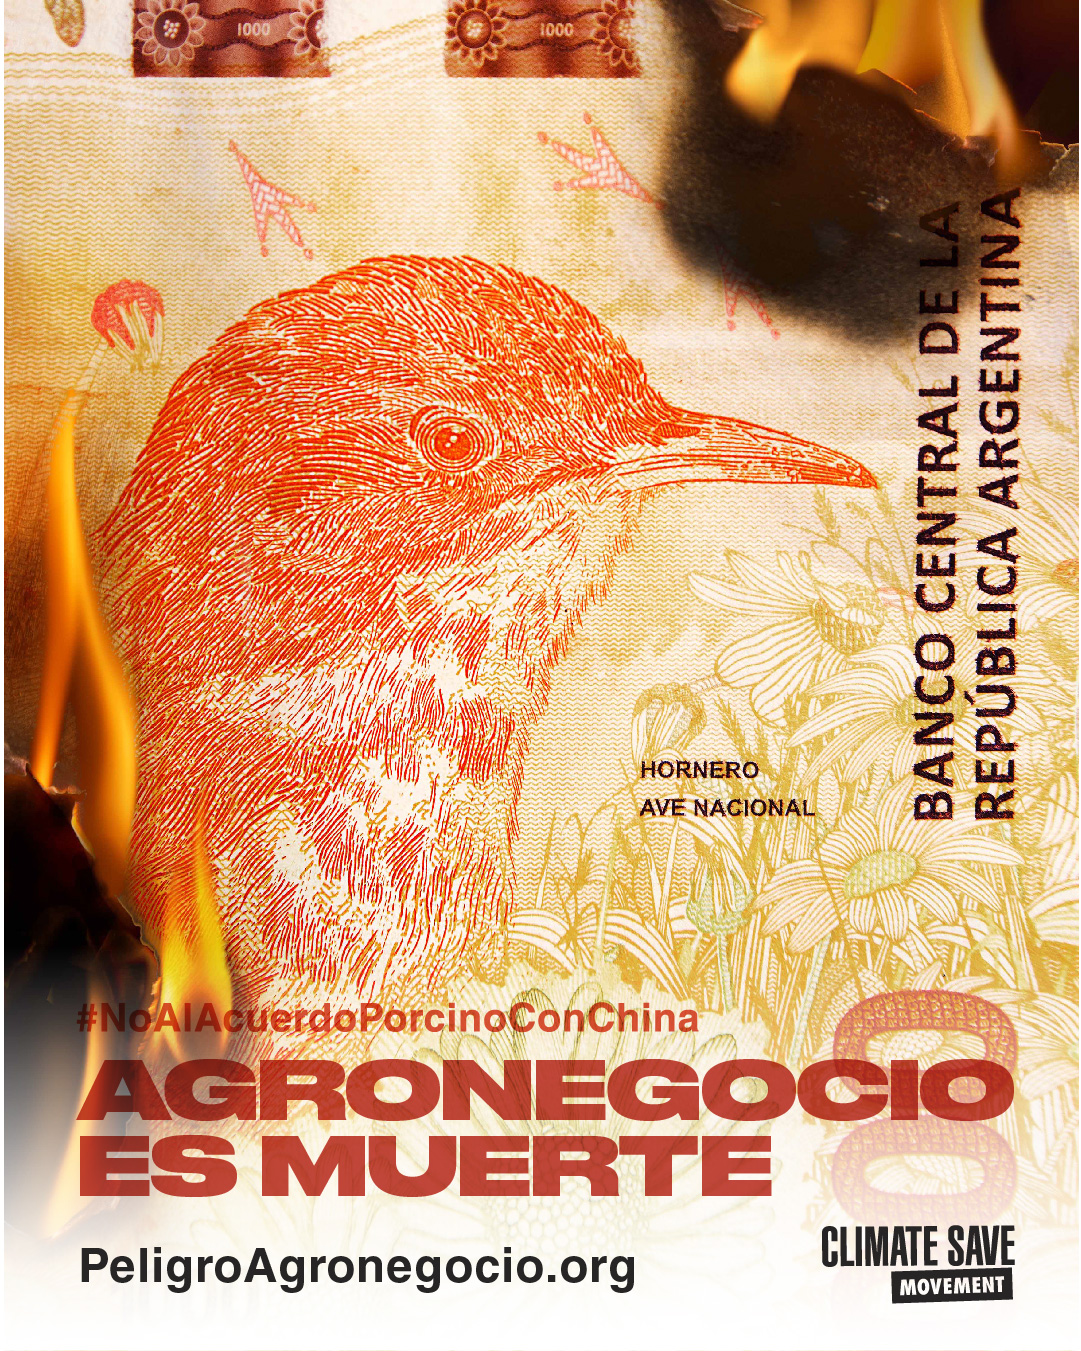 1000
1000
BANCO CENTRAL DE LA
REPÚBLICA ARGENTINA
HORNERO
AVE NACIONAL
#NoAlAcuerdoPorcinoConChina
AGRONEGOCIO
ES MUERTE
PeligroAgronegocio.org
CLIMATE SAVE
MOVEMENT